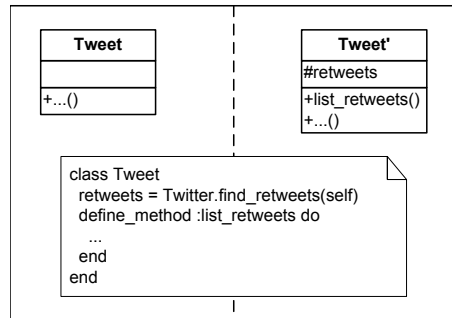 Tweet
+...()
Tweet'
#retweets
+list_retweets()
+...()
class Tweet
retweets = Twitter.find_retweets(self)
define_method :list_retweets do
...
end
end